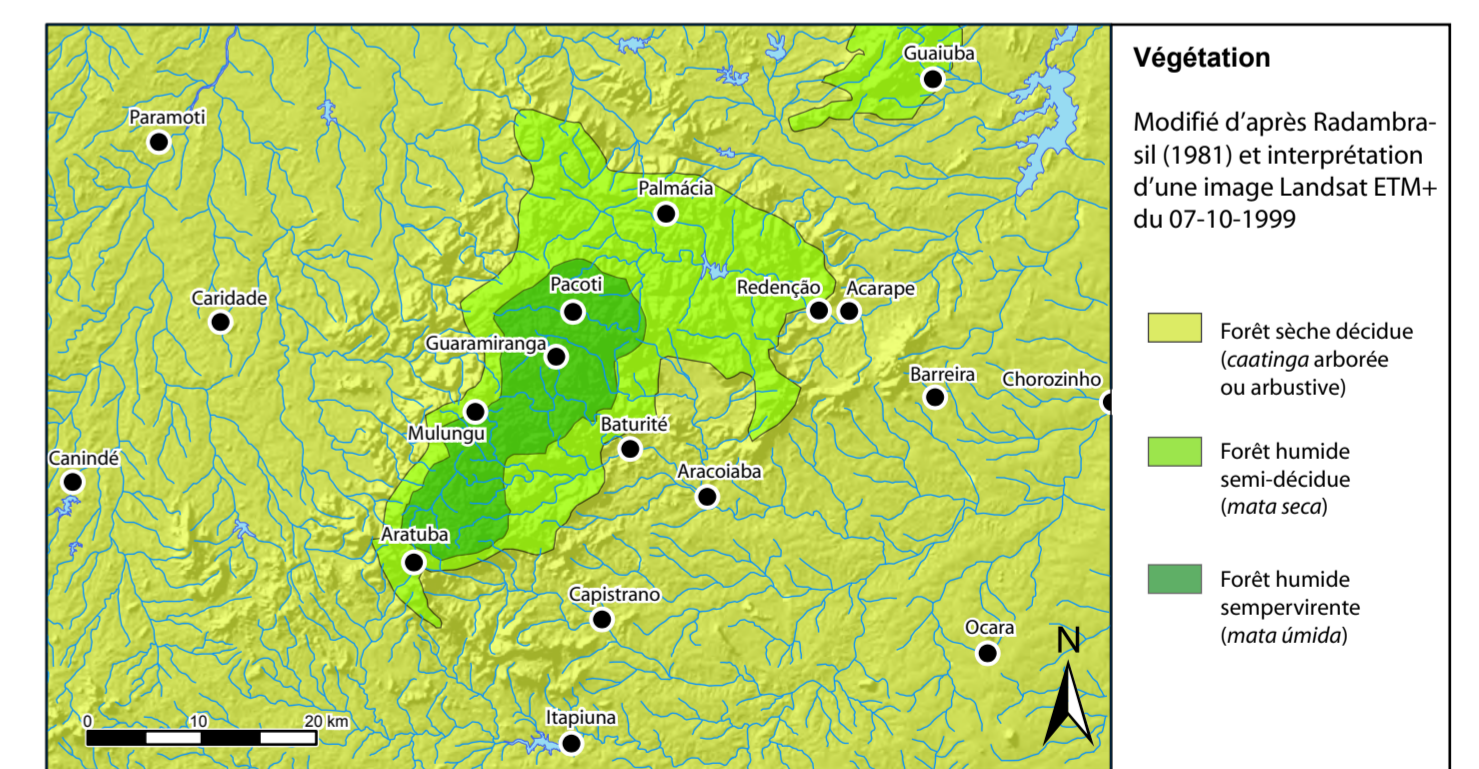 Guaiuba
Paramoti
Palmácia
Pacoti
Redenção
Acarape
Caridade
Guaramiranga
Barreira
Chorozinho
Mulungu
Baturité
Canindé
Aracoiaba
Aratuba
Capistrano
Ocara
N
Itapiuna
0 10 20 km
Végétation
Modifié d'après Radambra-
sil (1981) et interprétation
d'une image Landsat ETM+
du 07-10-1999
Forêt sèche décidue
(caatinga arborée
ou arbustive)
Forêt humide
semi-décidue
(mata seca)
Forêt humide
sempervirente
(mata úmida)